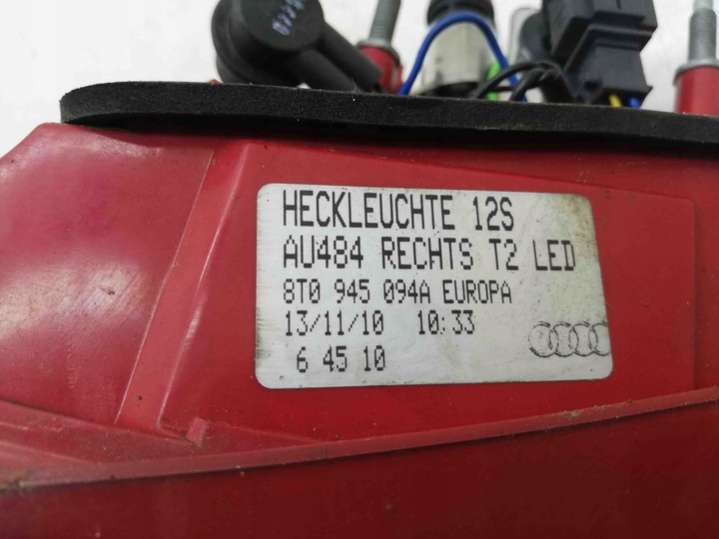 HECKLEUCHTE 12S
AU484 RECHTS T2 LED
8T0 945 094A EUROPA
13/11/10 10:33
6 45 10